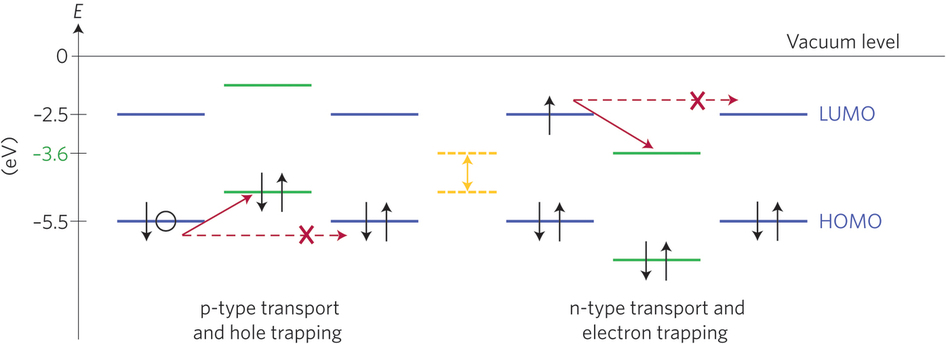 E
Vacuum level
0
–2.5
LUMO
–3.6
(eV)
–5.5
HOMO
p-type transport
and hole trapping
n-type transport and
electron trapping